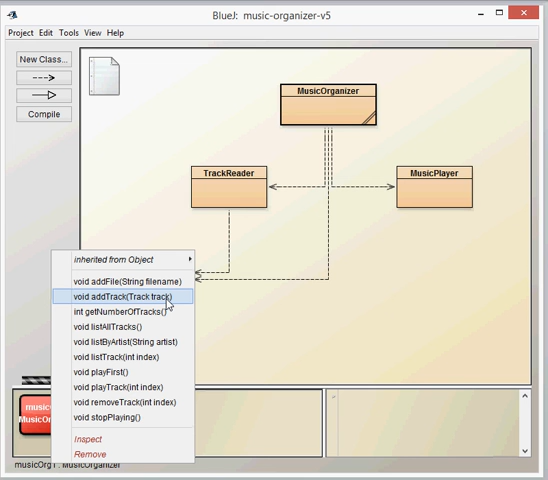 BlueJ: music-organizer-v5
Project Edit Tools View Help
New Class...
Compile
MusicOrganizer
TrackReader
MusicPlayer
inherited from Object
void addFile(String filename)
void addTrack(Track track)
int getNumberOfTracks()
void listAllTracks()
void listByArtist(String artist)
void listTrack(int index)
void playFirst()
void playTrack(int index)
void removeTrack(int index)
void stopPlaying()
Inspect
Remove
music
MusicOr
musicOrg1 : MusicOrganizer